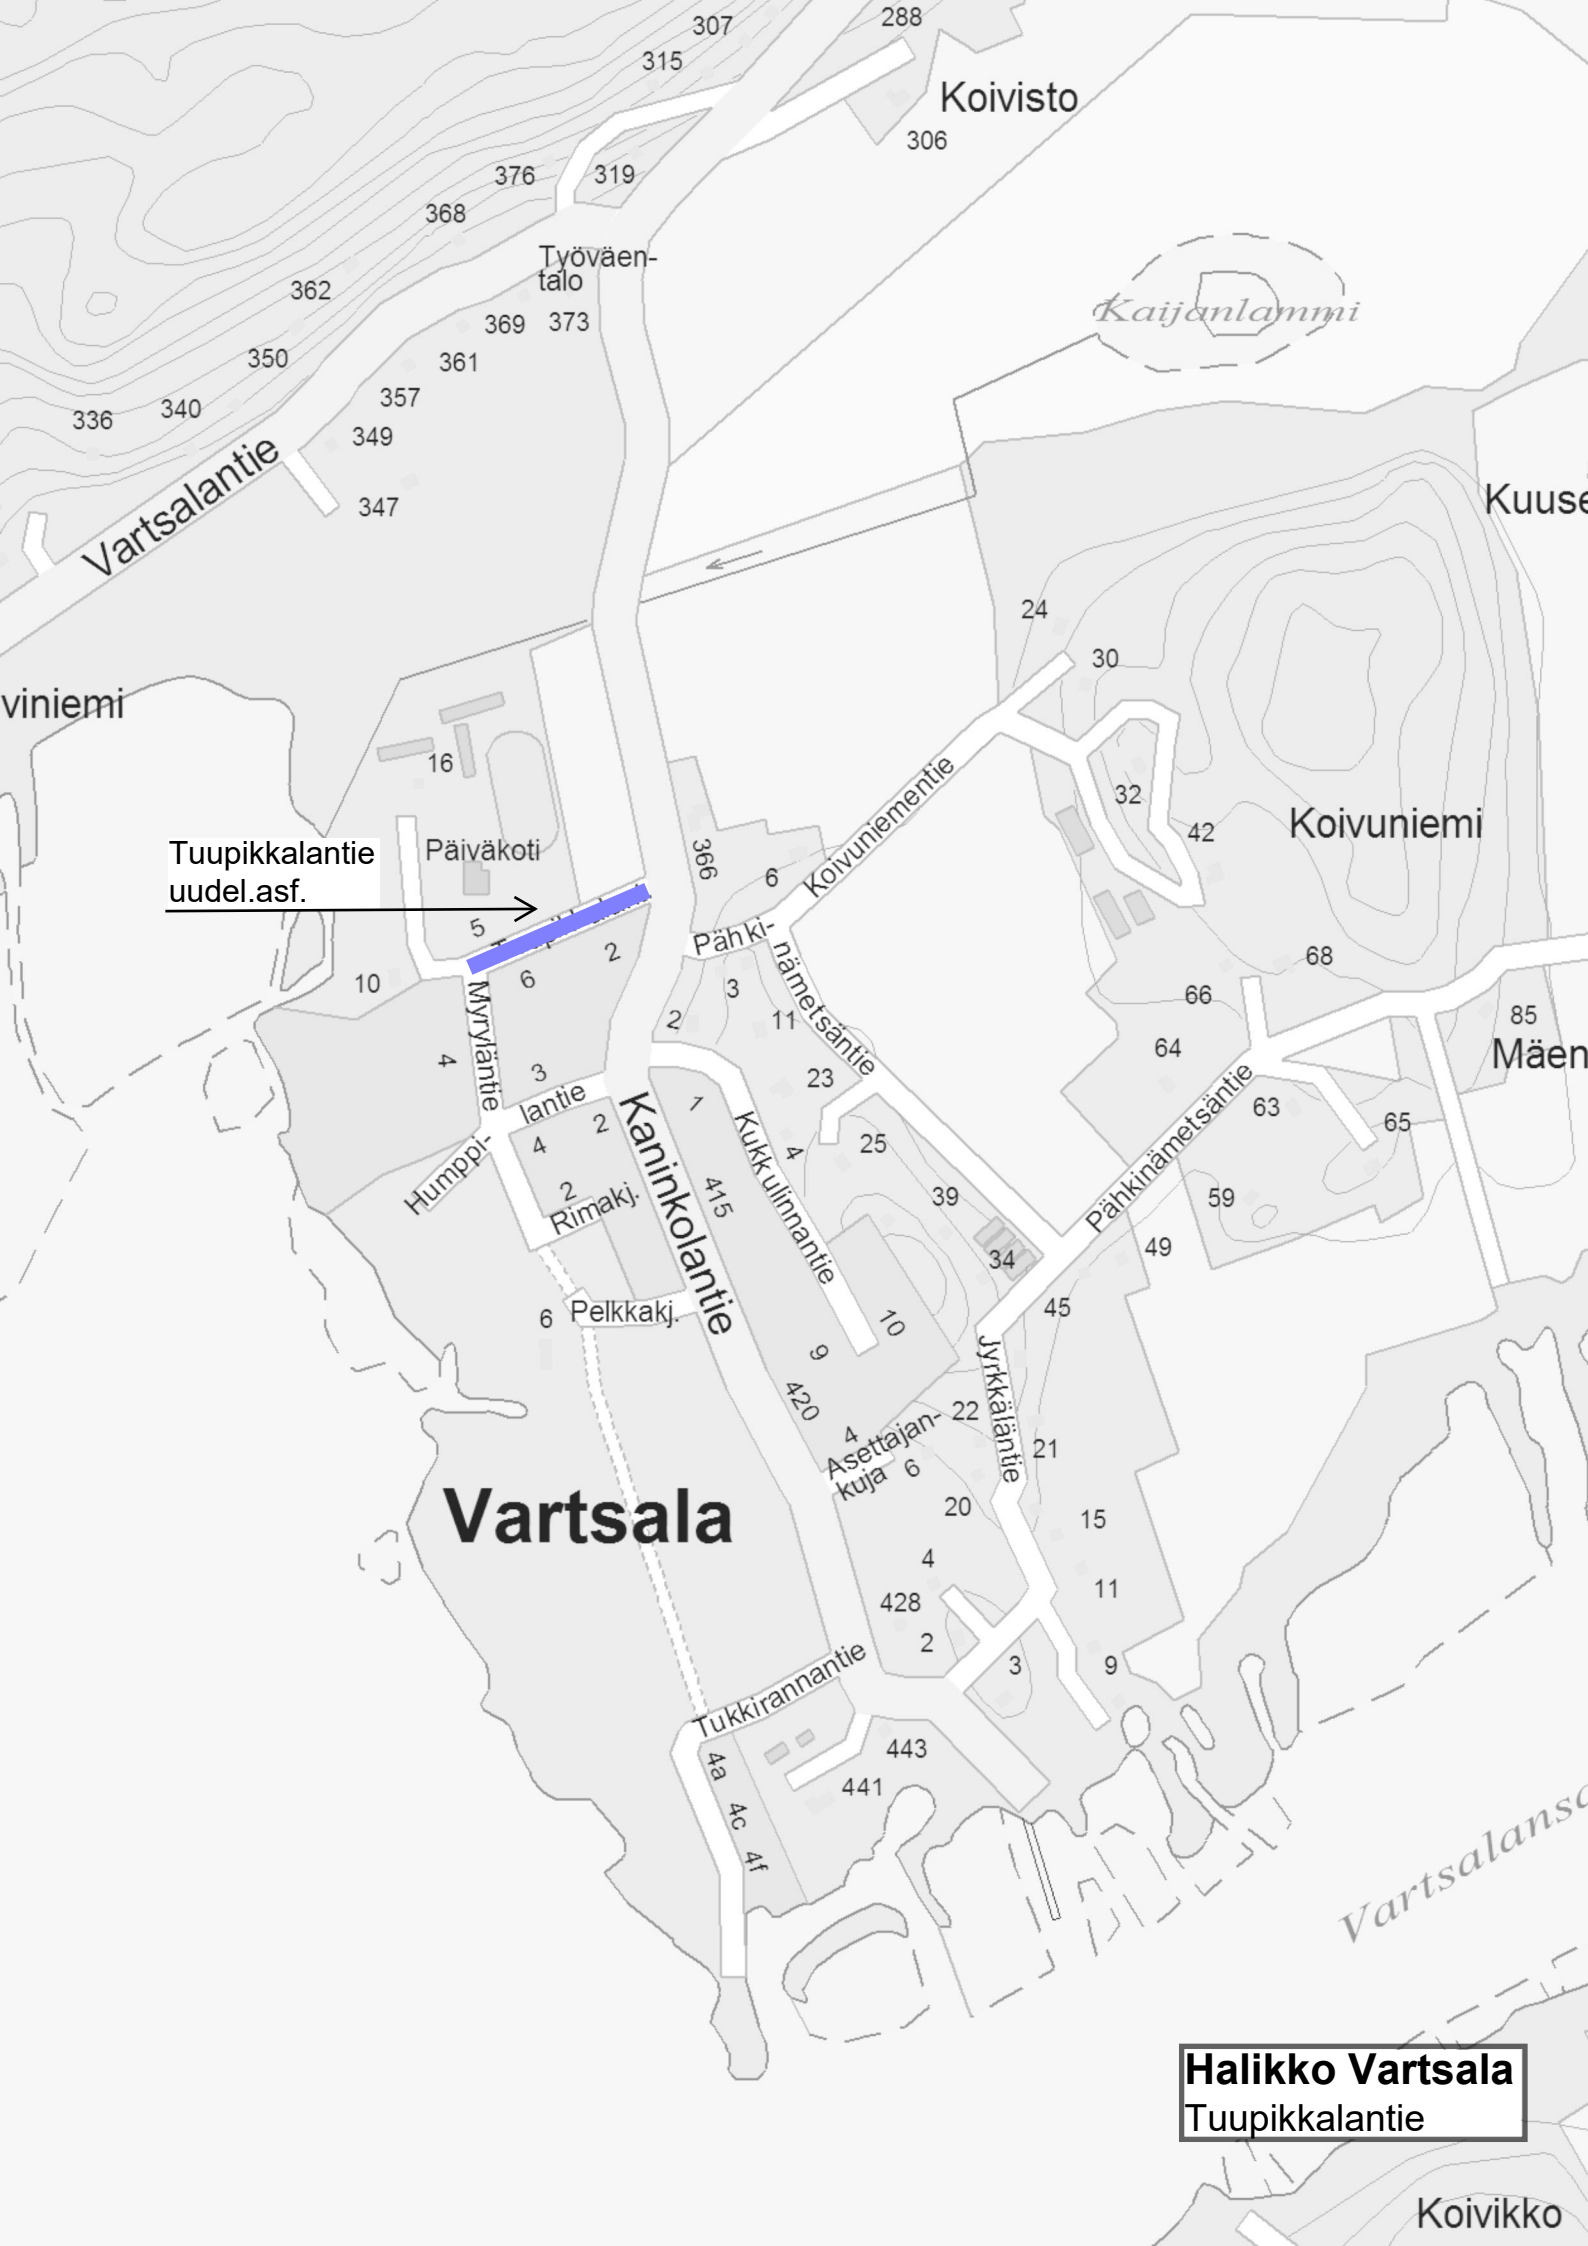 307
288
315
Koivisto
306
376
319
368
Työväen-
talo
362
369
373
Kaijanlammi
350
361
357
336
340
349
Vartsalantie
347
Kuuse
24
30
viniemi
16
Koivuniementie
32
42
Koivuniemi
Tuupikkalantie
uudel.asf.
Päiväkoti
366
6
5
2
6
10
Pähki-
nämetsäntie
3
2
11
68
66
85
64
Mäen
Myryläntie
4
3
23
Humppi-
lantie
2
4
1
Kaninkolantie
Kukkulinnantie
4
25
63
65
Pähkinämetsäntie
2
Rimakj.
415
39
59
34
49
45
6
Pelkkakj.
10
9
Jyrkkäläntie
420
22
4
Asettajan-
kuja
6
21
20
15
Vartsala
4
11
428
2
3
9
Tukkirannantie
4a
443
441
4c
4f
Vartsalansa
Halikko Vartsala
Tuupikkalantie
Koivikko